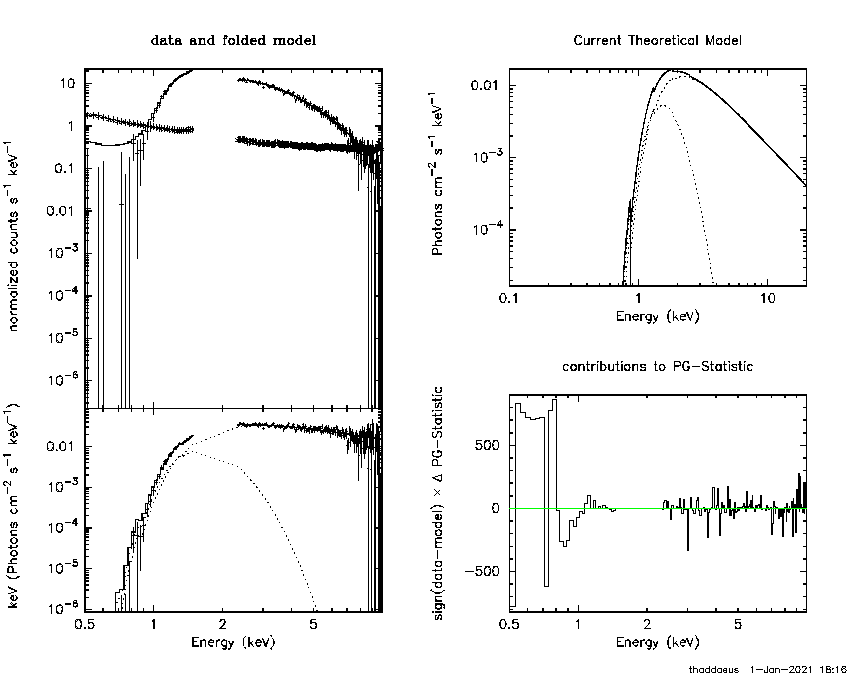 data and folded model
normalized counts s−1 keV−1
10
1
0.1
0.01
10−3
10−4
10−5
10−6
keV (Photons cm−2 s−1 keV−1)
0.01
10−3
10−4
10−5
10−6
0.5 1 2 5
Energy (keV)
Current Theoretical Model
Photons cm−2 s−1 keV−1
0.01
10−3
10−4
0.1 1 10
Energy (keV)
contributions to PG−Statistic
sign(data−model) × Δ PG−Statistic
500
0
−500
0.5 1 2 5
Energy (keV)
thaddaeus 1−Jan−2021 18:16